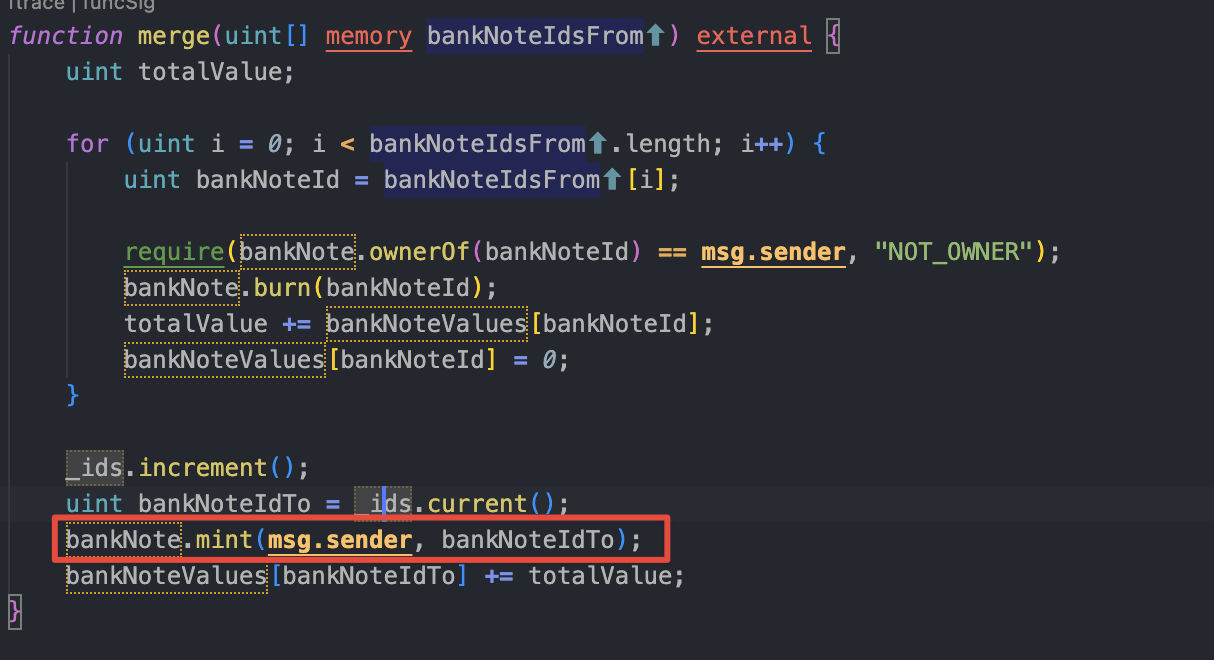 ftrace | funcSig
function merge(uint[] memory bankNoteIdsFrom⬆) external {
    uint totalValue;
    for (uint i = 0; i < bankNoteIdsFrom⬆.length; i++) {
        uint bankNoteId = bankNoteIdsFrom⬆[i];
        require(bankNote.ownerOf(bankNoteId) == msg.sender, "NOT_OWNER");
        bankNote.burn(bankNoteId);
        totalValue += bankNoteValues[bankNoteId];
        bankNoteValues[bankNoteId] = 0;
    }
    _ids.increment();
    uint bankNoteIdTo = _ids.current();
    bankNote.mint(msg.sender, bankNoteIdTo);
    bankNoteValues[bankNoteIdTo] += totalValue;
}